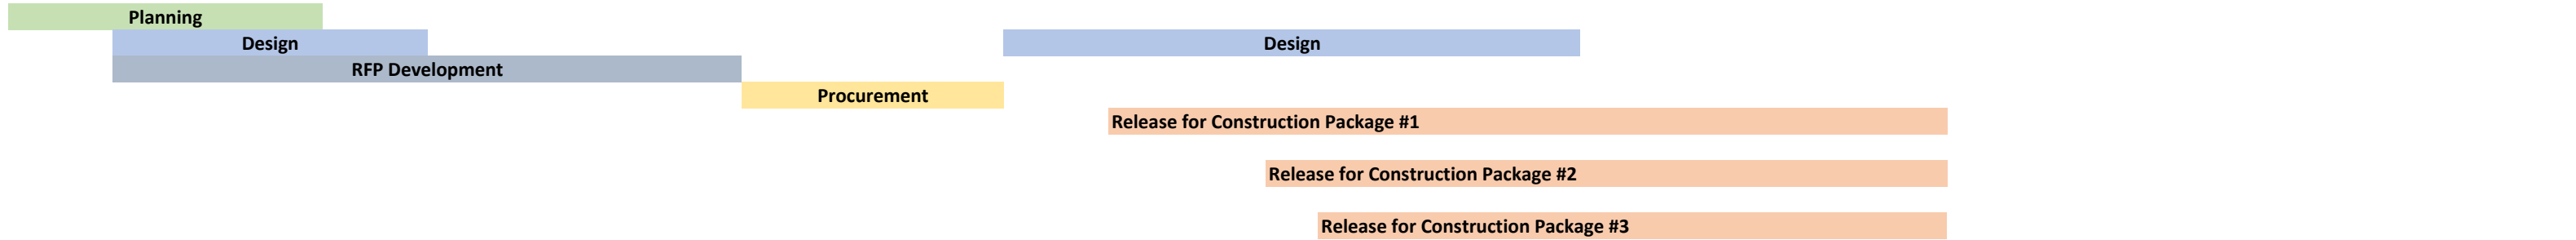 Planning
Design
Design
RFP Development
Procurement
Release for Construction Package #1
Release for Construction Package #2
Release for Construction Package #3